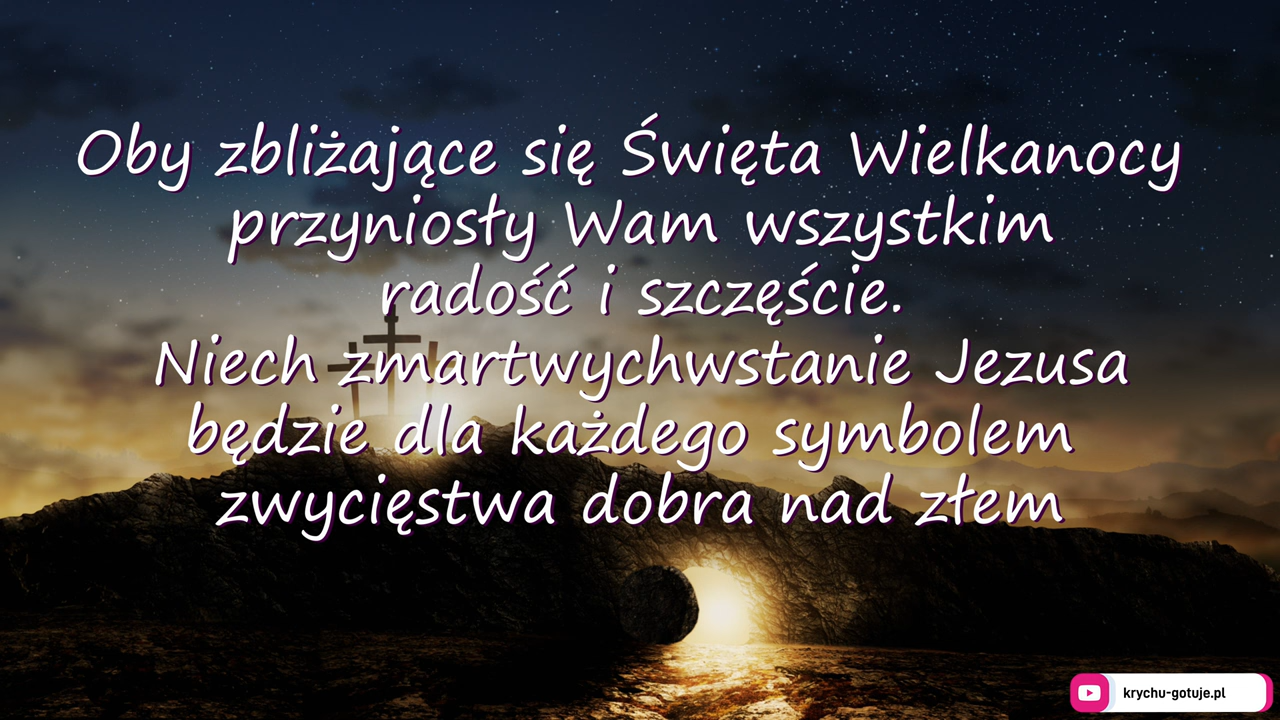 Oby zbliżające się Święta Wielkanocy
przyniosły Wam wszystkim
radość i szczęście.
Niech zmartwychwstanie Jezusa
będzie dla każdego symbolem
zwycięstwa dobra nad złem
krychu-gotuje.pl